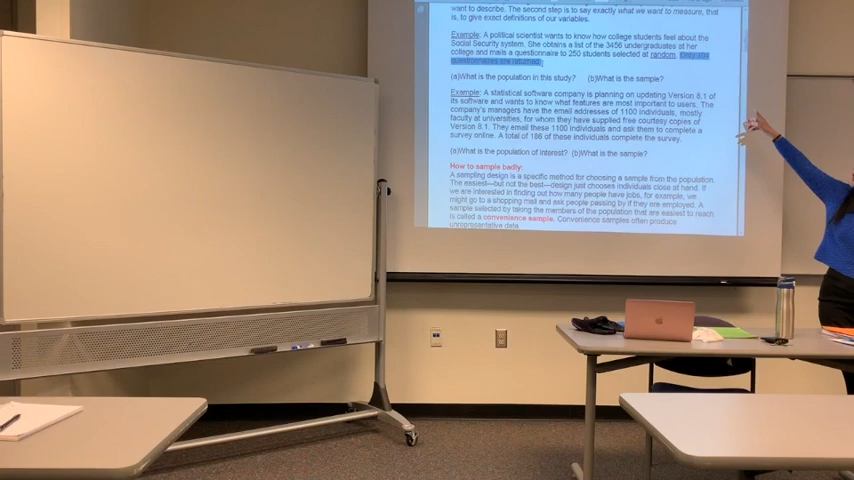 want to describe. The second step is to say exactly what we want to measure, that
is, to give exact definitions of our variables.
Example: A political scientist wants to know how college students feel about the
Social Security system. She obtains a list of the 3456 undergraduates at her
college and mails a questionnaire to 250 students selected at random. Only
questionnaires are returned.
(a)What is the population in this study? (b)What is the sample?
Example: A statistical software company is planning on updating Version 8.1 of
its software and wants to know what features are most important to users. The
company's managers have the email addresses of 1100 individuals, mostly
faculty at universities, for whom they have supplied free courtesy copies of
Version 8.1. They email these 1100 individuals and ask them to complete a
survey online. A total of 186 of these individuals complete the survey.
(a)What is the population of interest? (b)What is the sample?
How to sample badly:
A sampling design is a specific method for choosing a sample from the population.
The easiest—but not the best—design just chooses individuals close at hand. If
we are interested in finding out how many people have jobs, for example, we
might go to a shopping mall and ask people passing by if they are employed. A
sample selected by taking the members of the population that are easiest to reach
is called a convenience sample. Convenience samples often produce
unrepresentative data.